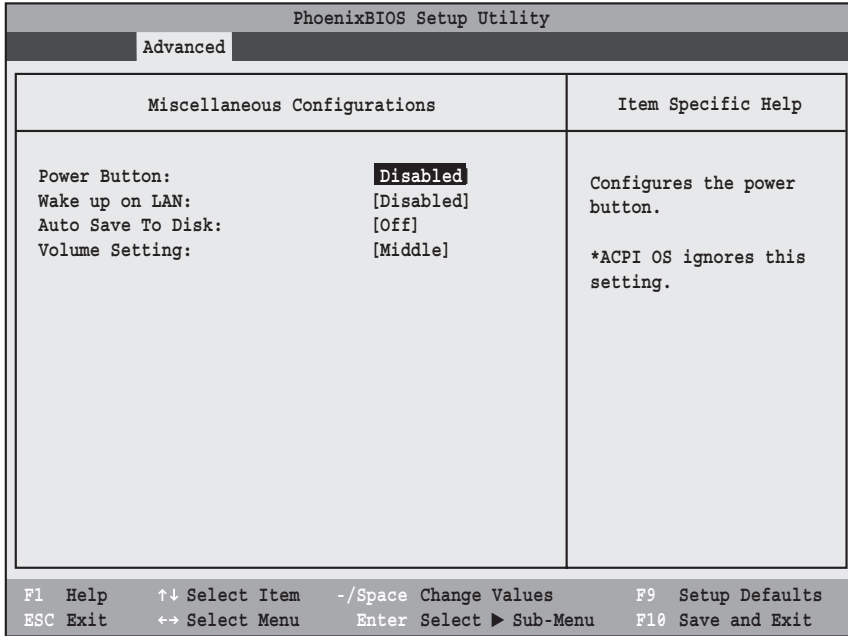 PhoenixBIOS Setup Utility
Advanced
Miscellaneous Configurations
Item Specific Help
Power Button: Disabled
Wake up on LAN: [Disabled]
Auto Save To Disk: [Off]
Volume Setting: [Middle]
Configures the power
button.
*ACPI OS ignores this
setting.
F1 Help ↑↓ Select Item -/Space Change Values F9 Setup Defaults
ESC Exit ←→ Select Menu Enter Select ▶ Sub-Menu F10 Save and Exit